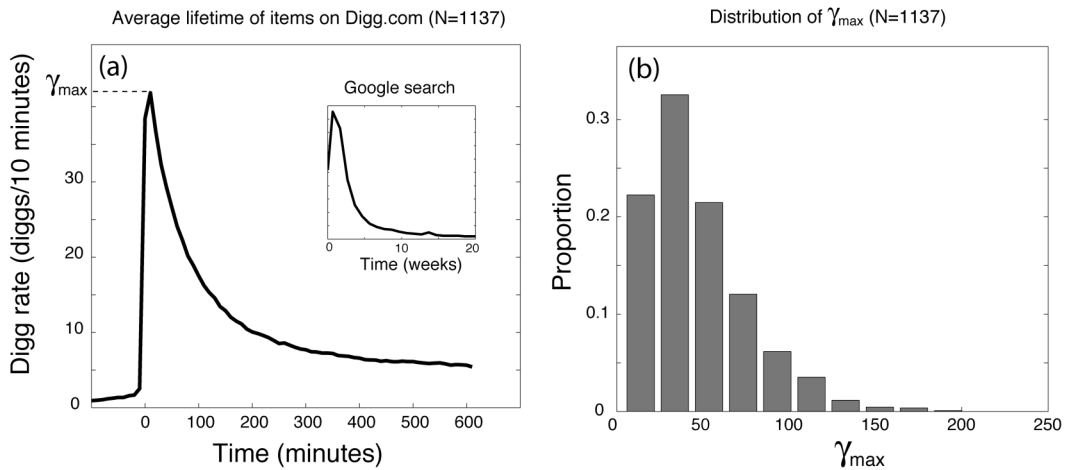 Average lifetime of items on Digg.com (N=1137)
(a)
γmax
Digg rate (diggs/10 minutes)
40
30
20
10
0
0 100 200 300 400 500 600
Time (minutes)
Google search
0 10 20
Time (weeks)
Distribution of γmax (N=1137)
(b)
Proportion
0.3
0.2
0.1
0
0 50 100 150 200 250
γmax